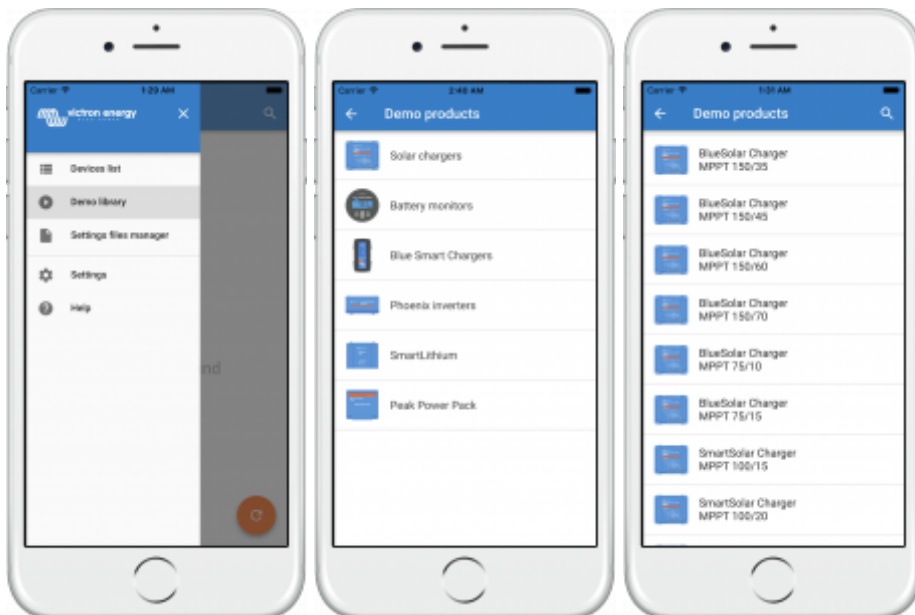 Carrier 1:29 AM
victron energy
Devices list
Demo library
Settings files manager
Settings
Help
nd
Carrier 2:48 AM
Demo products
Solar chargers
Battery monitors
Blue Smart Chargers
Phoenix inverters
SmartLithium
Peak Power Pack
Carrier 1:31 AM
Demo products
BlueSolar Charger
MPPT 150/35
BlueSolar Charger
MPPT 150/45
BlueSolar Charger
MPPT 150/60
BlueSolar Charger
MPPT 150/70
BlueSolar Charger
MPPT 75/10
BlueSolar Charger
MPPT 75/15
SmartSolar Charger
MPPT 100/15
SmartSolar Charger
MPPT 100/20